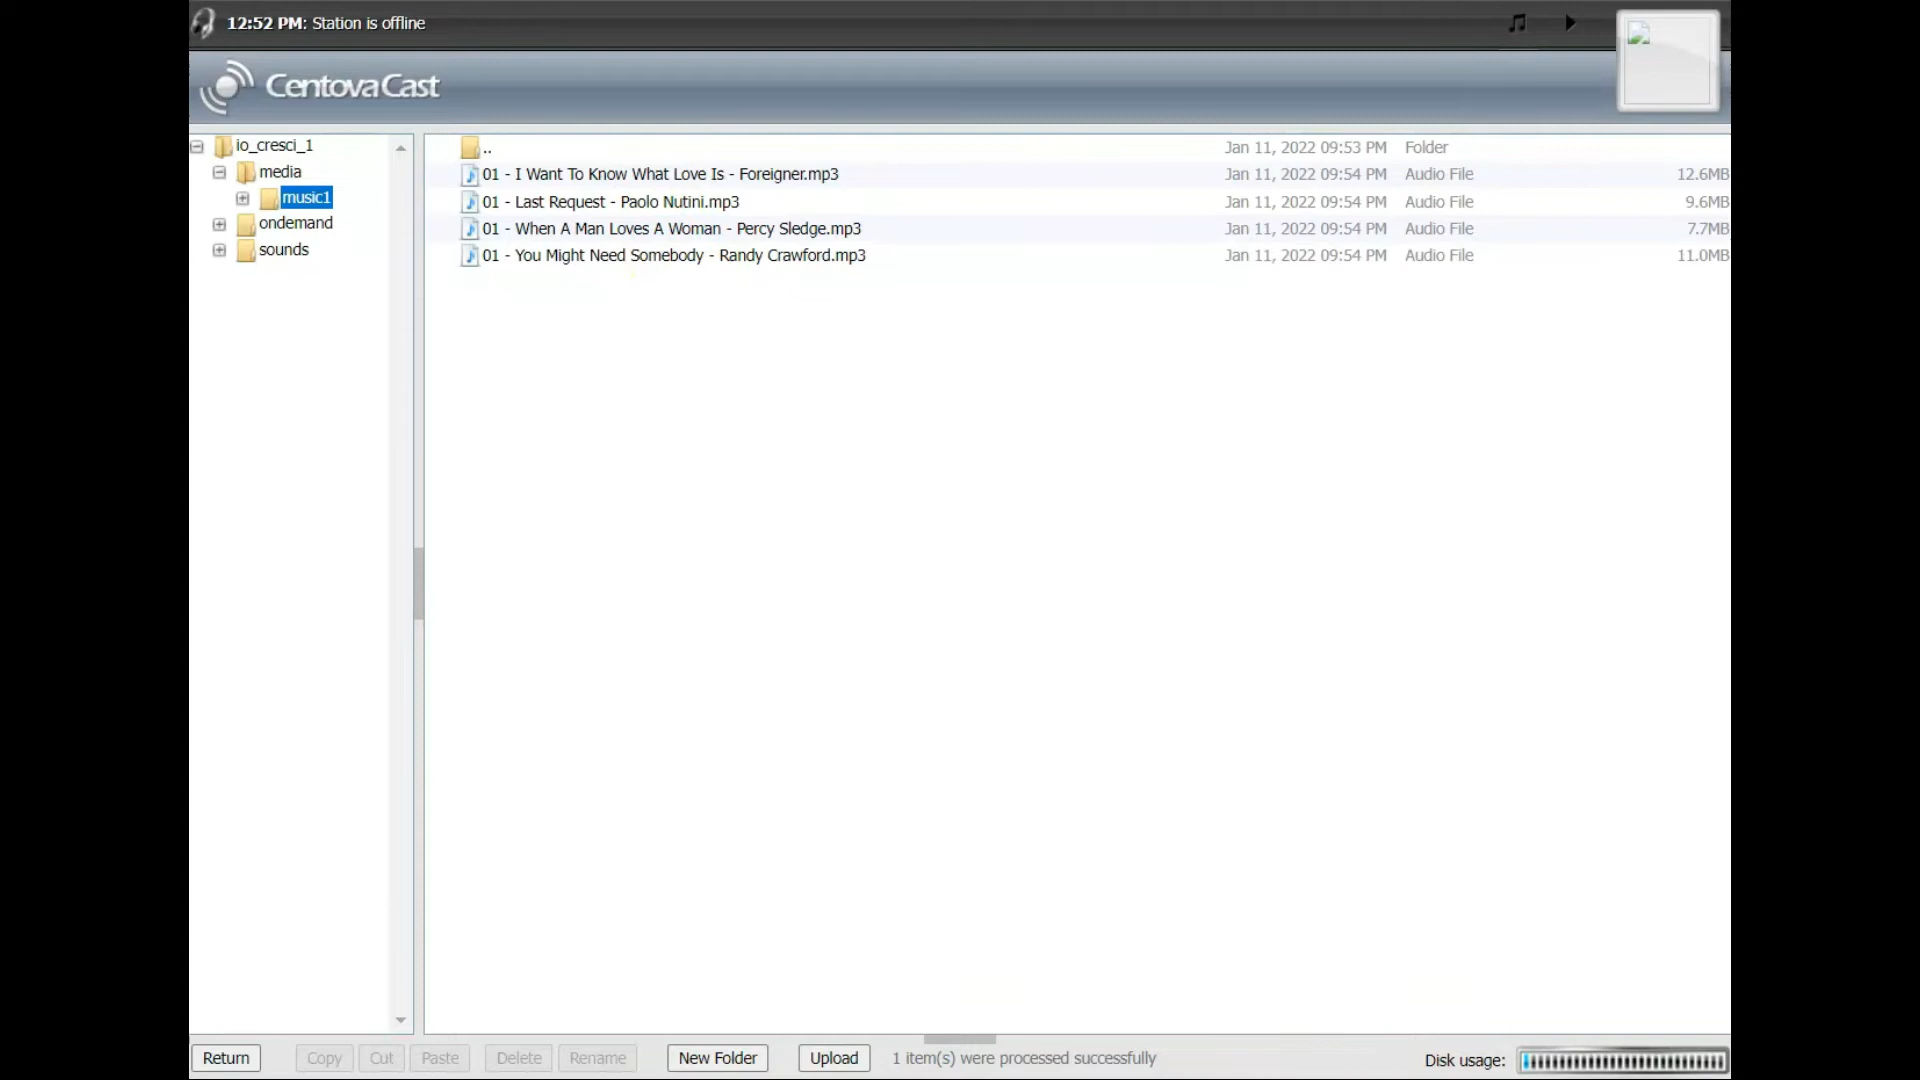 12:52 PM: Station is offline
CentovaCast
io_cresci_1
media
music1
ondemand
sounds
.. Jan 11, 2022 09:53 PM Folder
01 - I Want To Know What Love Is - Foreigner.mp3 Jan 11, 2022 09:54 PM Audio File 12.6MB
01 - Last Request - Paolo Nutini.mp3 Jan 11, 2022 09:54 PM Audio File 9.6MB
01 - When A Man Loves A Woman - Percy Sledge.mp3 Jan 11, 2022 09:54 PM Audio File 7.7MB
01 - You Might Need Somebody - Randy Crawford.mp3 Jan 11, 2022 09:54 PM Audio File 11.0MB
Return Copy Cut Paste Delete Rename New Folder Upload 1 item(s) were processed successfully Disk usage: